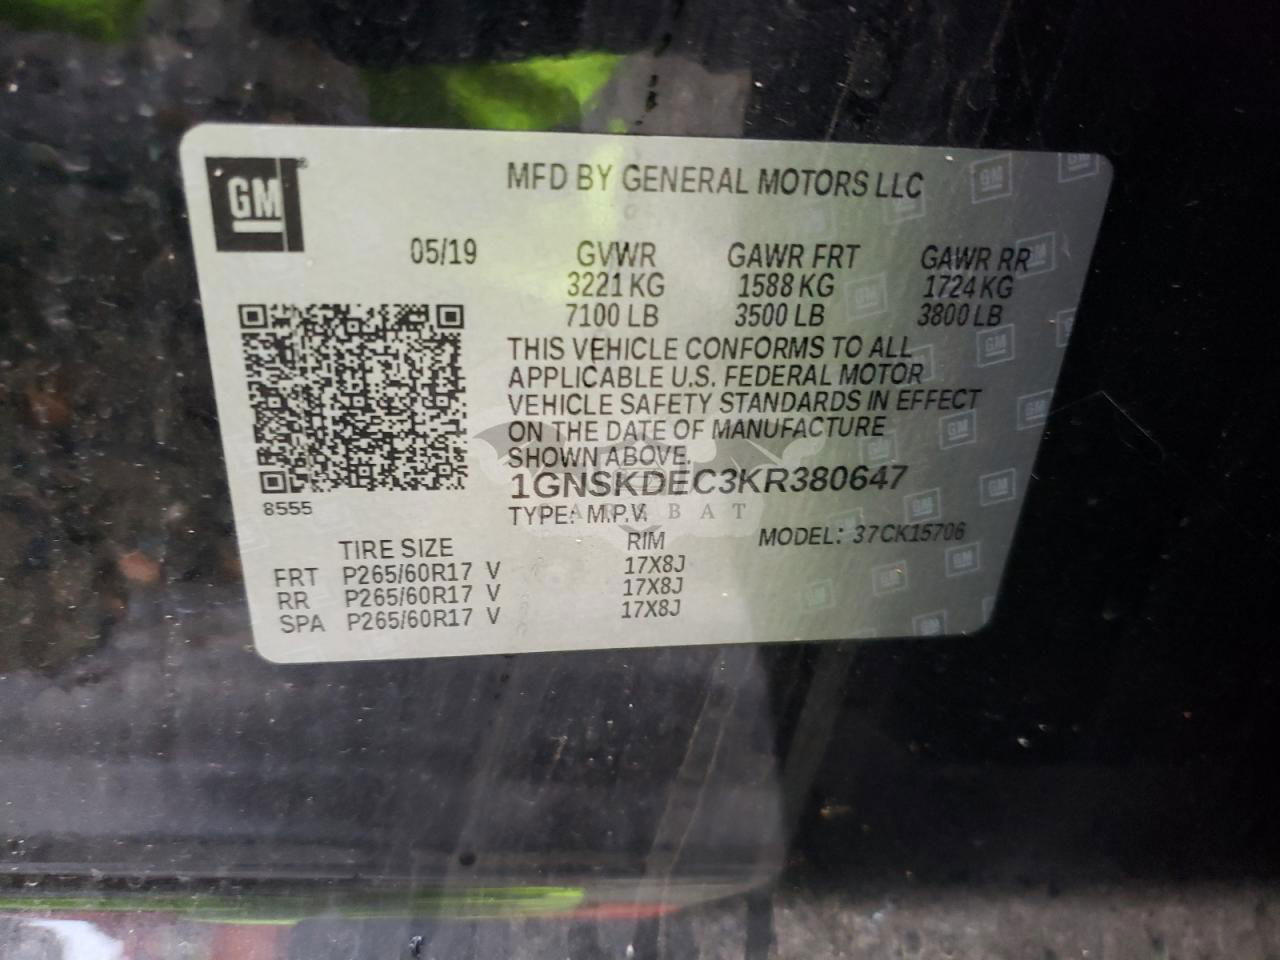 GM
MFD BY GENERAL MOTORS LLC
05/19 GVWR GAWR FRT GAWR RR
3221 KG 1588 KG 1724 KG
7100 LB 3500 LB 3800 LB
THIS VEHICLE CONFORMS TO ALL
APPLICABLE U.S. FEDERAL MOTOR
VEHICLE SAFETY STANDARDS IN EFFECT
ON THE DATE OF MANUFACTURE
SHOWN ABOVE.
8555
1GNSKDEC3KR380647
TYPE: M.P.V. MODEL: 37CK15706
TIRE SIZE RIM
FRT P265/60R17 V 17X8J
RR P265/60R17 V 17X8J
SPA P265/60R17 V 17X8J